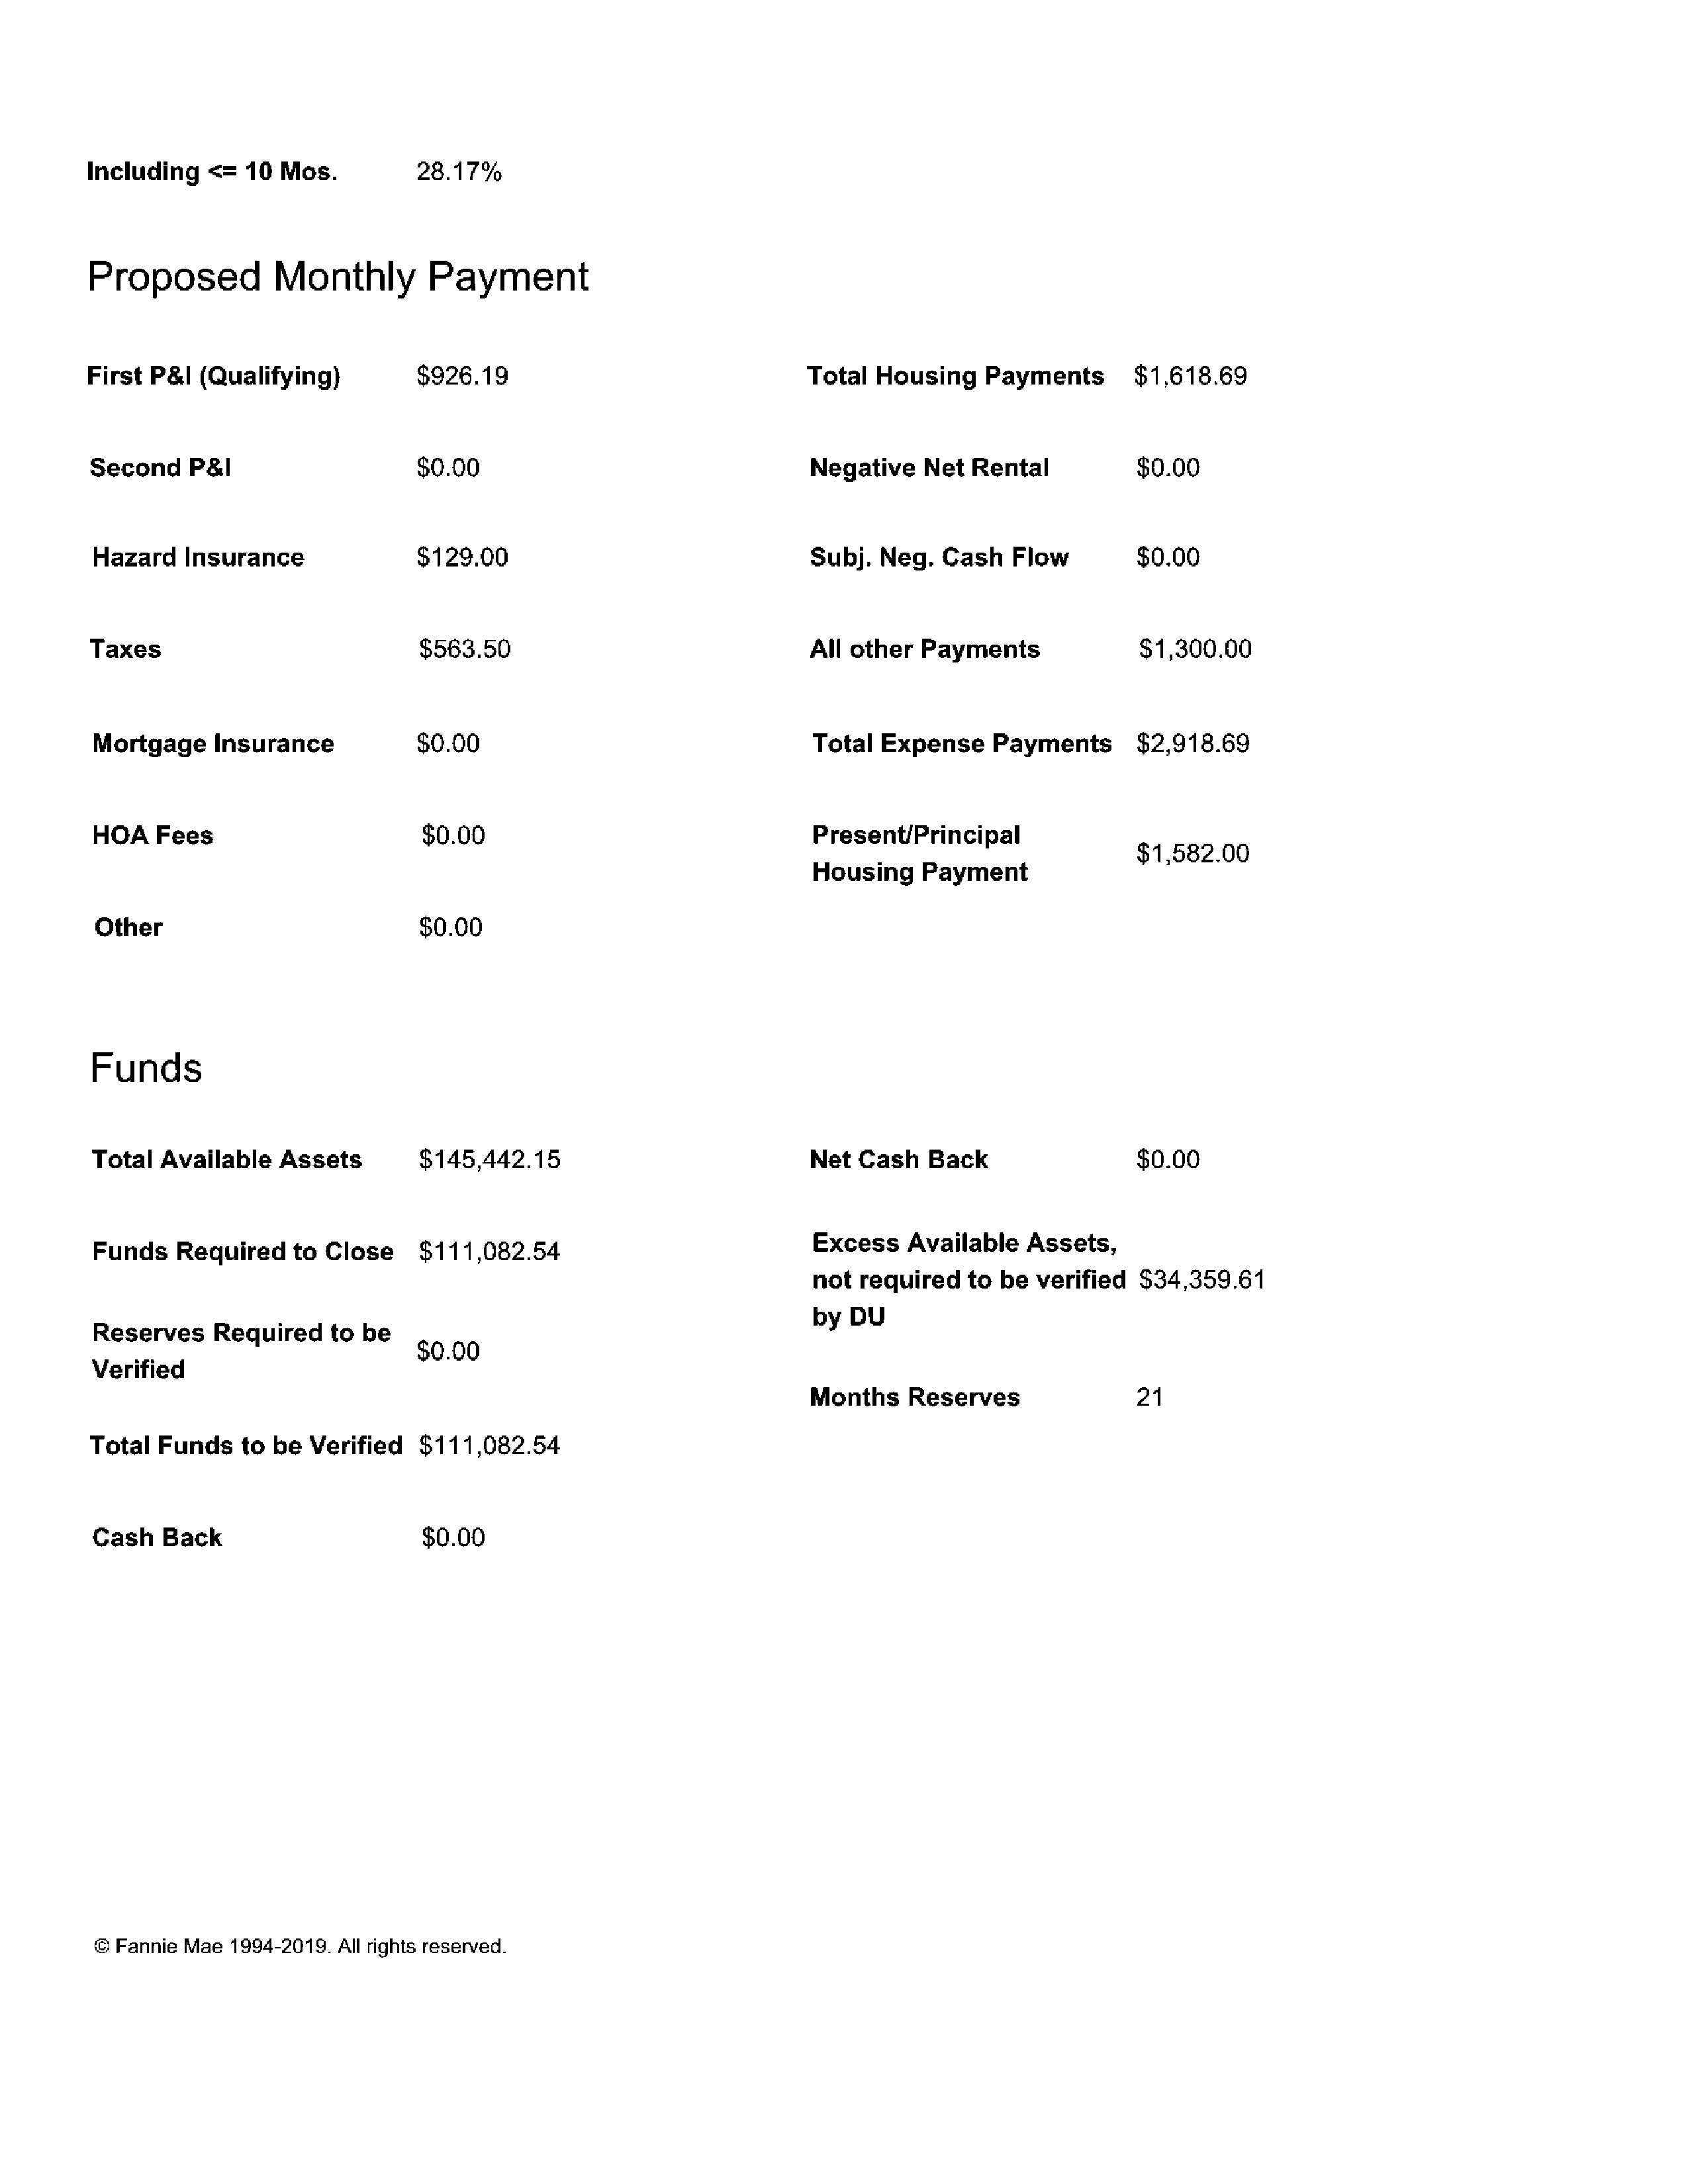 Including <= 10 Mos. 28.17%
Proposed Monthly Payment
First P&I (Qualifying) $926.19 Total Housing Payments $1,618.69
Second P&I $0.00 Negative Net Rental $0.00
Hazard Insurance $129.00 Subj. Neg. Cash Flow $0.00
Taxes $563.50 All other Payments $1,300.00
Mortgage Insurance $0.00 Total Expense Payments $2,918.69
HOA Fees $0.00 Present/Principal
Housing Payment $1,582.00
Other $0.00
Funds
Total Available Assets $145,442.15 Net Cash Back $0.00
Funds Required to Close $111,082.54 Excess Available Assets,
not required to be verified $34,359.61
by DU
Reserves Required to be
Verified $0.00
Months Reserves 21
Total Funds to be Verified $111,082.54
Cash Back $0.00
© Fannie Mae 1994-2019. All rights reserved.